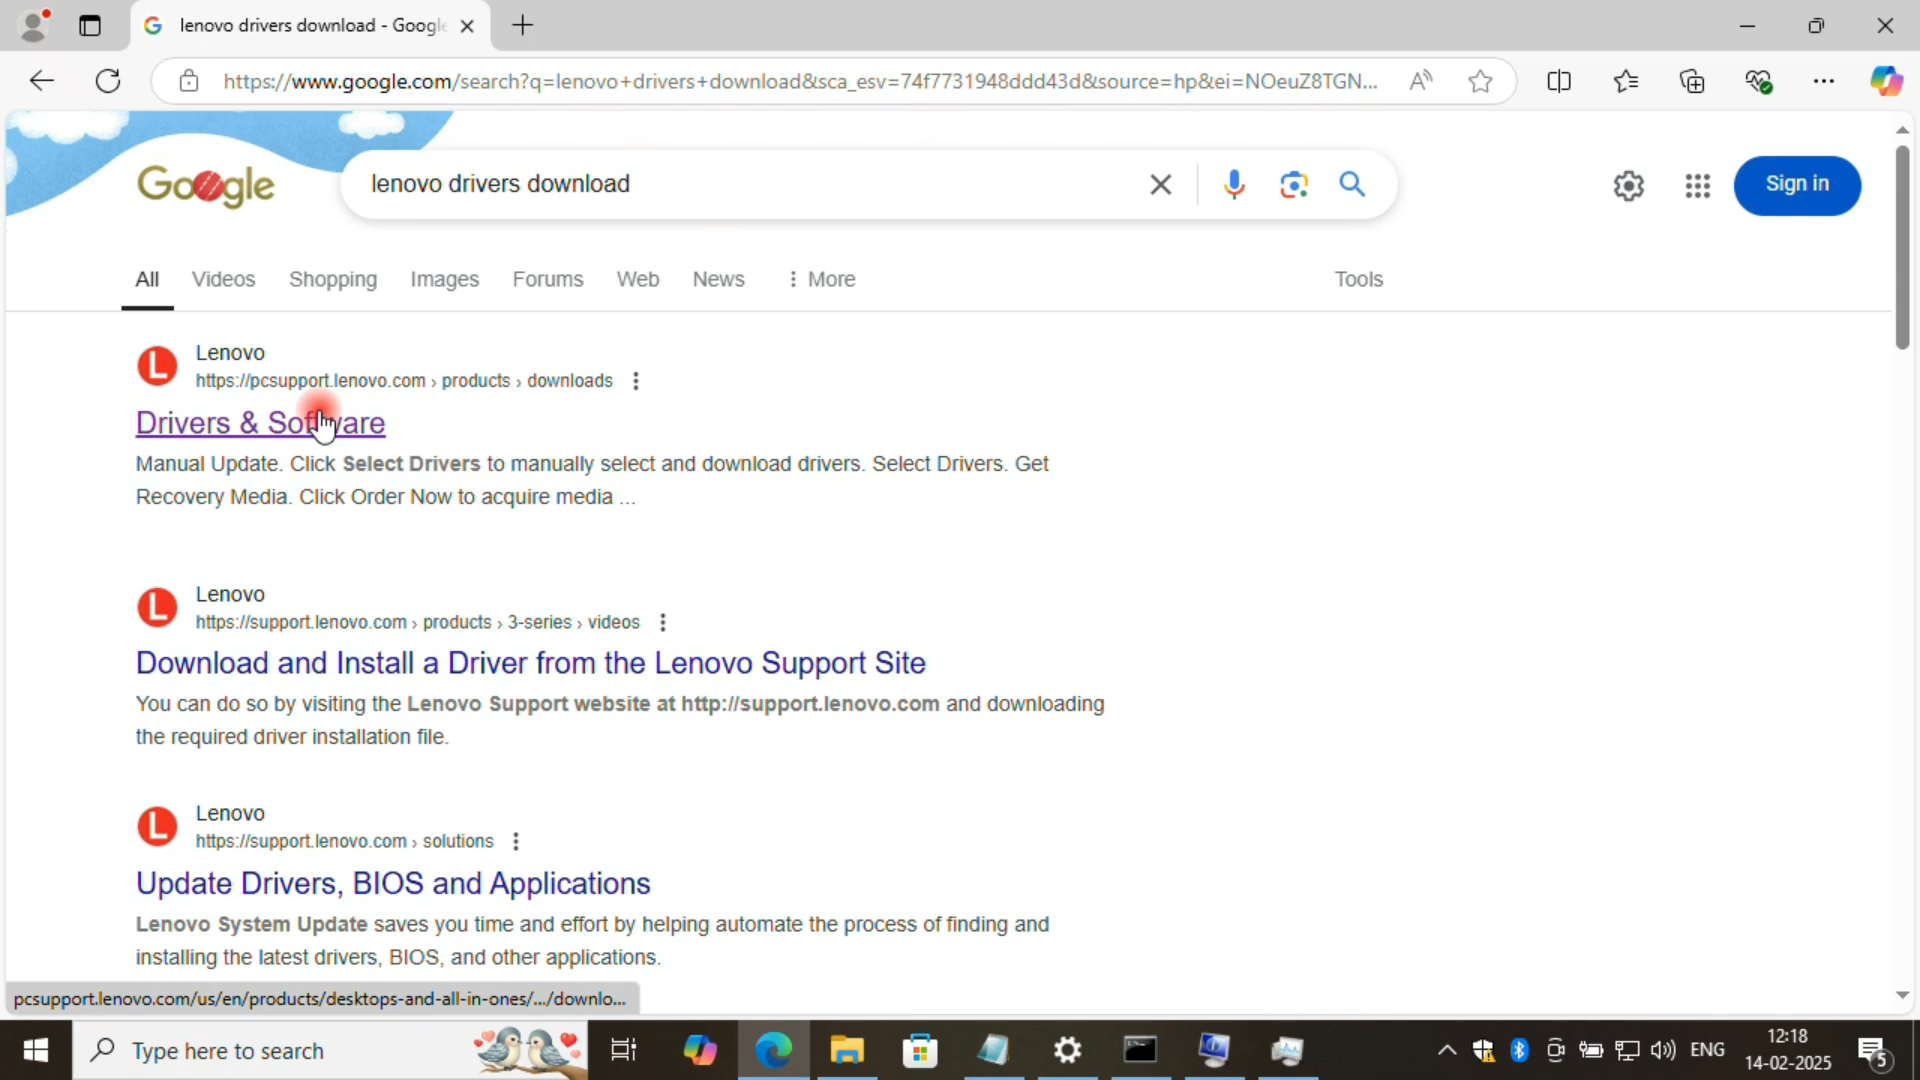 lenovo drivers download - Google
https://www.google.com/search?q=lenovo+drivers+download&sca_esv=74f7731948ddd43d&source=hp&ei=NOeuZ8TGN...
Google
lenovo drivers download
Sign in
All Videos Shopping Images Forums Web News More Tools
Lenovo
https://pcsupport.lenovo.com › products › downloads
Drivers & Software
Manual Update. Click Select Drivers to manually select and download drivers. Select Drivers. Get
Recovery Media. Click Order Now to acquire media ...
Lenovo
https://support.lenovo.com › products › 3-series › videos
Download and Install a Driver from the Lenovo Support Site
You can do so by visiting the Lenovo Support website at http://support.lenovo.com and downloading
the required driver installation file.
Lenovo
https://support.lenovo.com › solutions
Update Drivers, BIOS and Applications
Lenovo System Update saves you time and effort by helping automate the process of finding and
installing the latest drivers, BIOS, and other applications.
pcsupport.lenovo.com/us/en/products/desktops-and-all-in-ones/.../downlo...
Type here to search
ENG
12:18
14-02-2025
5